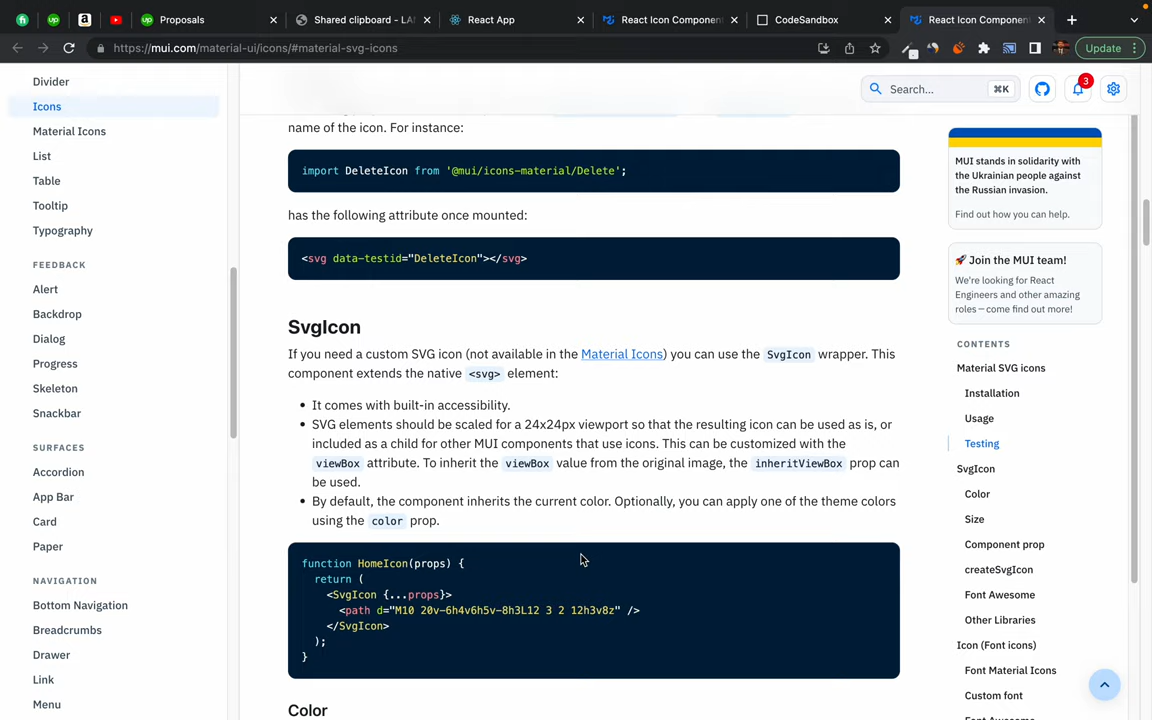 Proposals
Shared clipboard - LAN
React App
React Icon Component
CodeSandbox
React Icon Component
https://mui.com/material-ui/icons/#material-svg-icons
Update
Divider
Icons
Material Icons
List
Table
Tooltip
Typography
FEEDBACK
Alert
Backdrop
Dialog
Progress
Skeleton
Snackbar
SURFACES
Accordion
App Bar
Card
Paper
NAVIGATION
Bottom Navigation
Breadcrumbs
Drawer
Link
Menu
Search...
⌘K
3
name of the icon. For instance:
import DeleteIcon from '@mui/icons-material/Delete';
has the following attribute once mounted:
<svg data-testid="DeleteIcon"></svg>
SvgIcon
If you need a custom SVG icon (not available in the Material Icons) you can use the SvgIcon wrapper. This
component extends the native <svg> element:
• It comes with built-in accessibility.
• SVG elements should be scaled for a 24x24px viewport so that the resulting icon can be used as is, or
included as a child for other MUI components that use icons. This can be customized with the
viewBox attribute. To inherit the viewBox value from the original image, the inheritViewBox prop can
be used.
• By default, the component inherits the current color. Optionally, you can apply one of the theme colors
using the color prop.
function HomeIcon(props) {
return (
<SvgIcon {...props}>
<path d="M10 20v-6h4v6h5v-8h3L12 3 2 12h3v8z" />
</SvgIcon>
);
}
Color
MUI stands in solidarity with
the Ukrainian people against
the Russian invasion.
Find out how you can help.
🚀 Join the MUI team!
We're looking for React
Engineers and other amazing
roles – come find out more!
CONTENTS
Material SVG icons
Installation
Usage
Testing
SvgIcon
Color
Size
Component prop
createSvgIcon
Font Awesome
Other Libraries
Icon (Font icons)
Font Material Icons
Custom font
Font Awesome